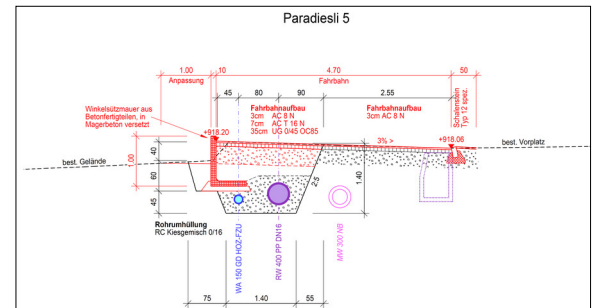 Paradiesli 5
1.00
10
4.70
50
Anpassung
Fahrbahn
45
80
90
2.55
Winkelsützmauer aus
Betonfertigteilen, in
Magerbeton versetzt
Fahrbahnaufbau
3cm AC 8 N
7cm AC T 16 N
35cm UG 0/45 OC85
Fahrbahnaufbau
3cm AC 8 N
Schalenstein
Typ 12 spez.
+918.20
3% >
+918.06
best. Vorplatz
best. Gelände
1.00
40
60
45
2:5
1.40
Rohrumhüllung
RC Kiesgemisch 0/16
WA 150 GD HOZ-FZU
RW 400 PP DN16
MW 300 NB
75
1.40
55